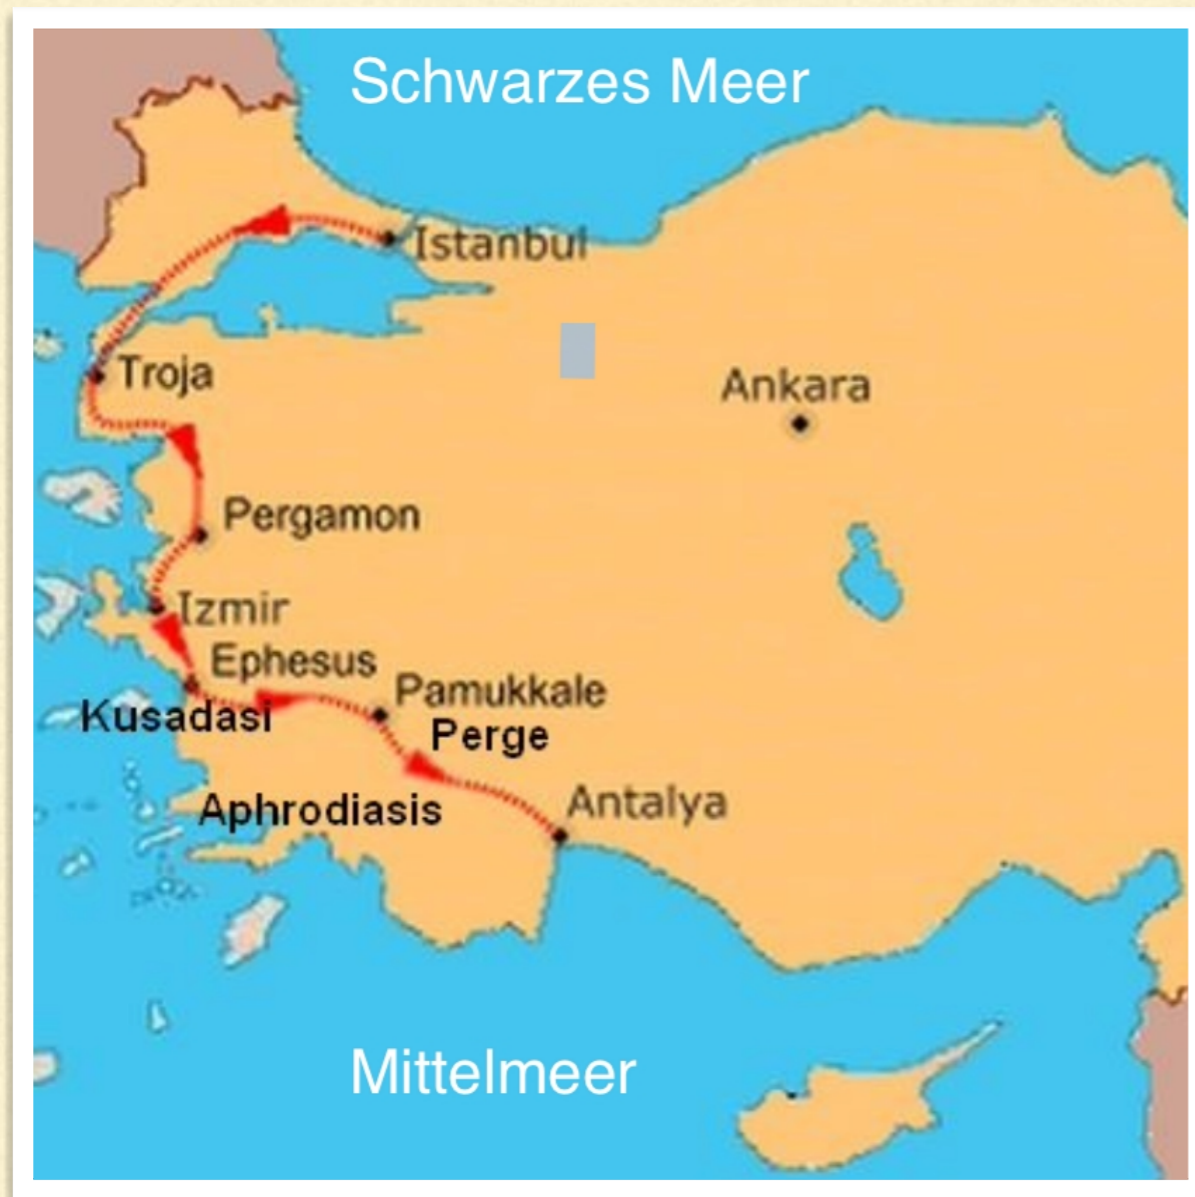 Schwarzes Meer
Istanbul
Troja
Ankara
Pergamon
Izmir
Ephesus
Pamukkale
Kusadasi
Perge
Aphrodiasis
Antalya
Mittelmeer